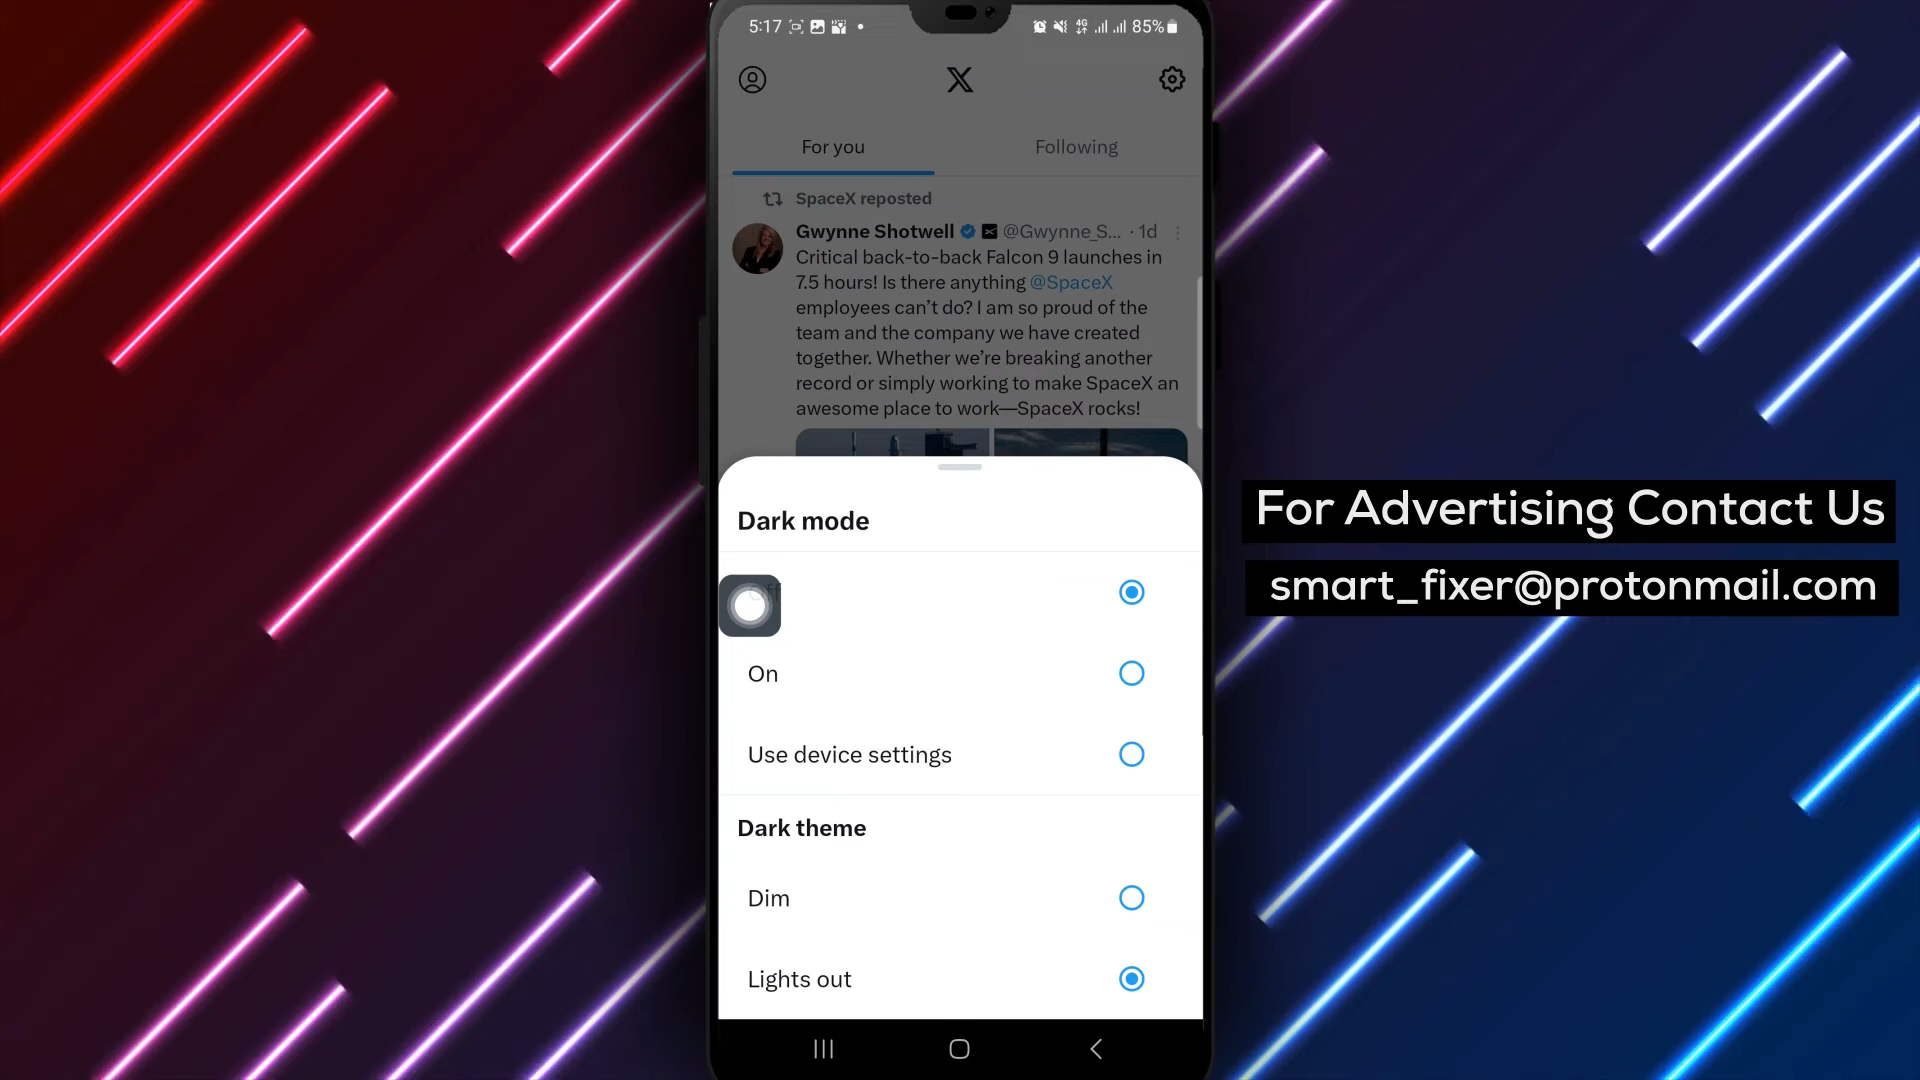 5:17
85%
X
For you
Following
SpaceX reposted
Gwynne Shotwell @Gwynne_S... · 1d
Critical back-to-back Falcon 9 launches in
7.5 hours! Is there anything @SpaceX
employees can’t do? I am so proud of the
team and the company we have created
together. Whether we’re breaking another
record or simply working to make SpaceX an
awesome place to work—SpaceX rocks!
Dark mode
On
Use device settings
Dark theme
Dim
Lights out
For Advertising Contact Us
smart_fixer@protonmail.com